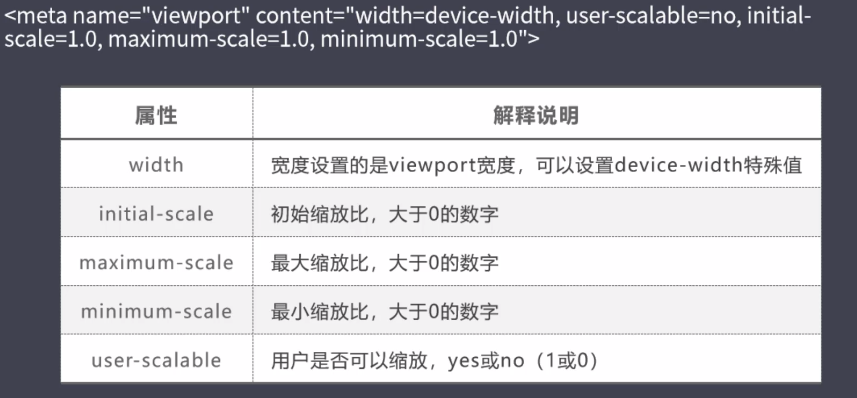 <meta name="viewport" content="width=device-width, user-scalable=no, initial-
scale=1.0, maximum-scale=1.0, minimum-scale=1.0">
属性 解释说明
width 宽度设置的是viewport宽度，可以设置device-width特殊值
initial-scale 初始缩放比，大于0的数字
maximum-scale 最大缩放比，大于0的数字
minimum-scale 最小缩放比，大于0的数字
user-scalable 用户是否可以缩放，yes或no（1或0）